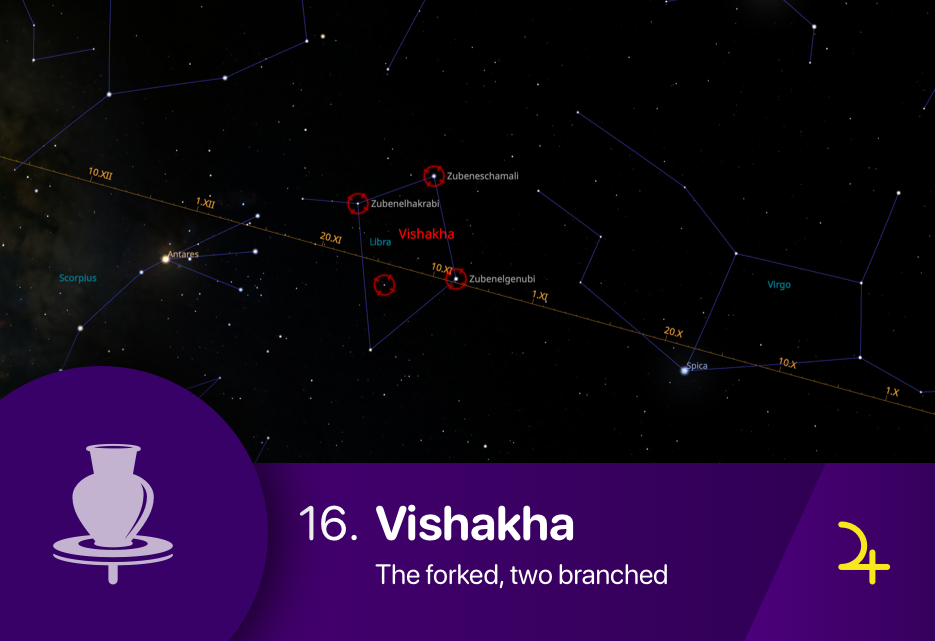 10.XII
1.XII
20.XI
10.XI
1.XI
20.X
10.X
1.X
Zubeneschamali
Zubenelhakrabi
Vishakha
Libra
Antares
Scorpius
Zubenelgenubi
Virgo
Spica
16. Vishakha
The forked, two branched